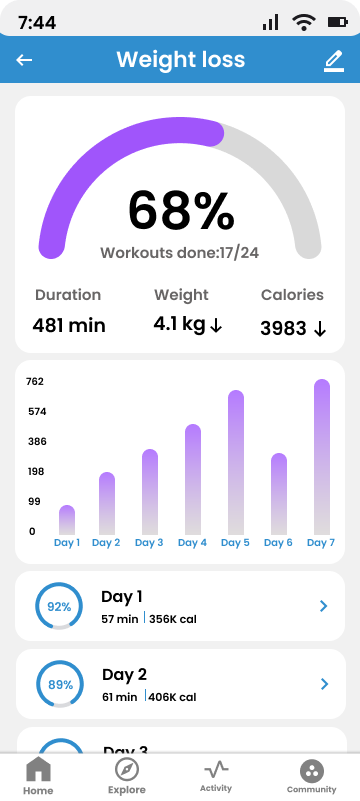 7:44
Weight loss
68%
Workouts done:17/24
Duration Weight Calories
481 min 4.1 kg 3983
762
574
386
198
99
0
Day 1 Day 2 Day 3 Day 4 Day 5 Day 6 Day 7
92%
Day 1
57 min 356K cal
89%
Day 2
61 min 406K cal
Day 3
Home Explore Activity Community